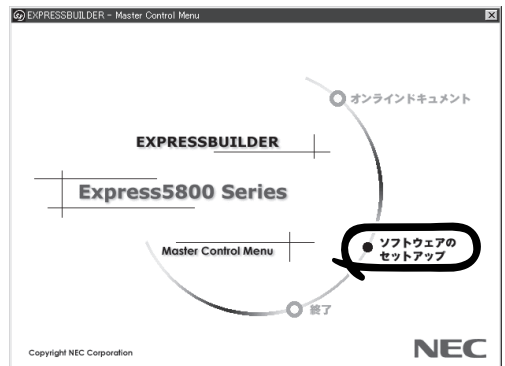 EXPRESSBUILDER - Master Control Menu
オンラインドキュメント
EXPRESSBUILDER
Express5800 Series
Master Control Menu
ソフトウェアの
セットアップ
終了
Copyright NEC Corporation
NEC